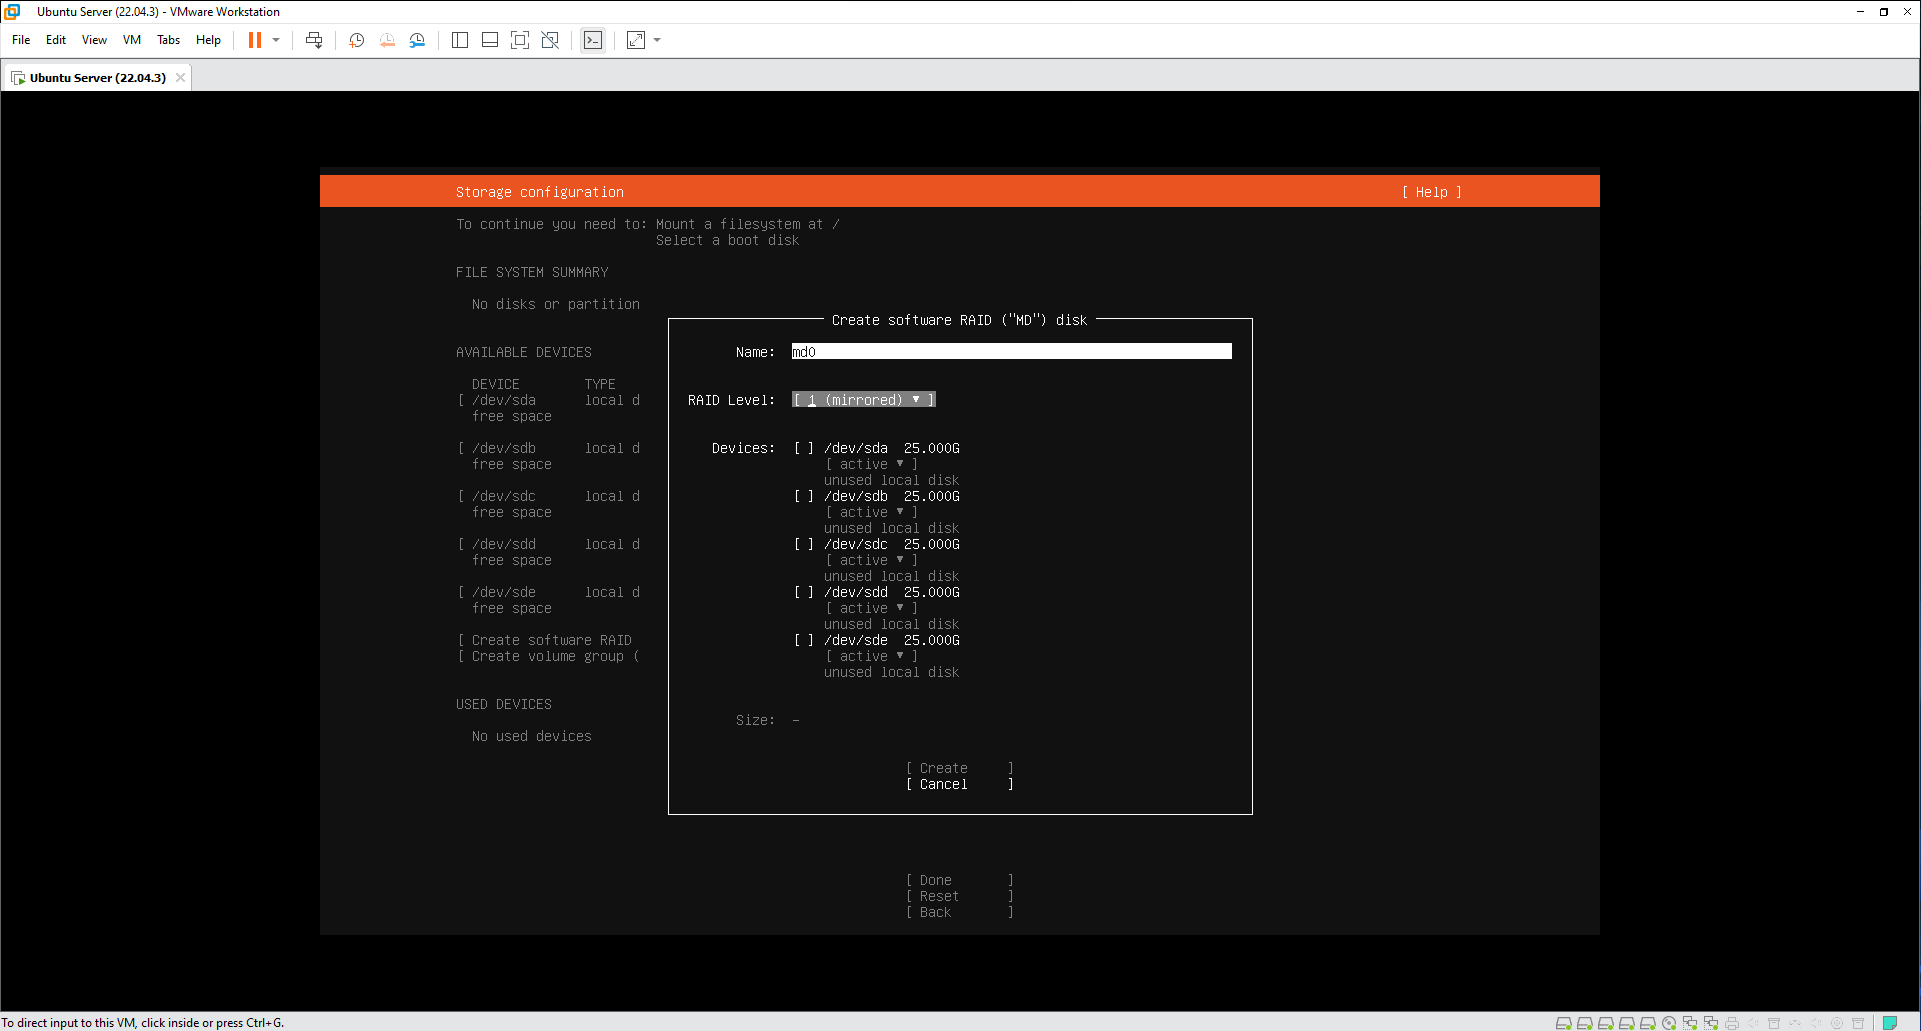 Ubuntu Server (22.04.3) - VMware Workstation
File Edit View VM Tabs Help
Ubuntu Server (22.04.3)
Storage configuration [ Help ]
To continue you need to: Mount a filesystem at /
Select a boot disk
FILE SYSTEM SUMMARY
No disks or partition
AVAILABLE DEVICES
DEVICE TYPE
[ /dev/sda local d
free space
[ /dev/sdb local d
free space
[ /dev/sdc local d
free space
[ /dev/sdd local d
free space
[ /dev/sde local d
free space
[ Create software RAID
[ Create volume group (
USED DEVICES
No used devices
Create software RAID ("MD") disk
Name: md0
RAID Level: [ 1 (mirrored) ▾ ]
Devices: [ ] /dev/sda 25.000G
[ active ▾ ]
unused local disk
[ ] /dev/sdb 25.000G
[ active ▾ ]
unused local disk
[ ] /dev/sdc 25.000G
[ active ▾ ]
unused local disk
[ ] /dev/sdd 25.000G
[ active ▾ ]
unused local disk
[ ] /dev/sde 25.000G
[ active ▾ ]
unused local disk
Size: -
[ Create ]
[ Cancel ]
[ Done ]
[ Reset ]
[ Back ]
To direct input to this VM, click inside or press Ctrl+G.